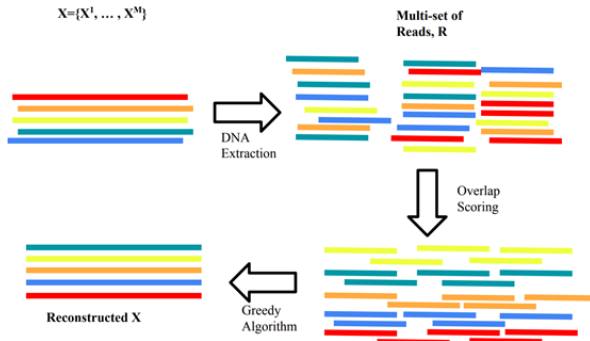 X={X¹, … , Xᴹ}
Multi-set of
Reads, R
DNA
Extraction
Overlap
Scoring
Greedy
Algorithm
Reconstructed X